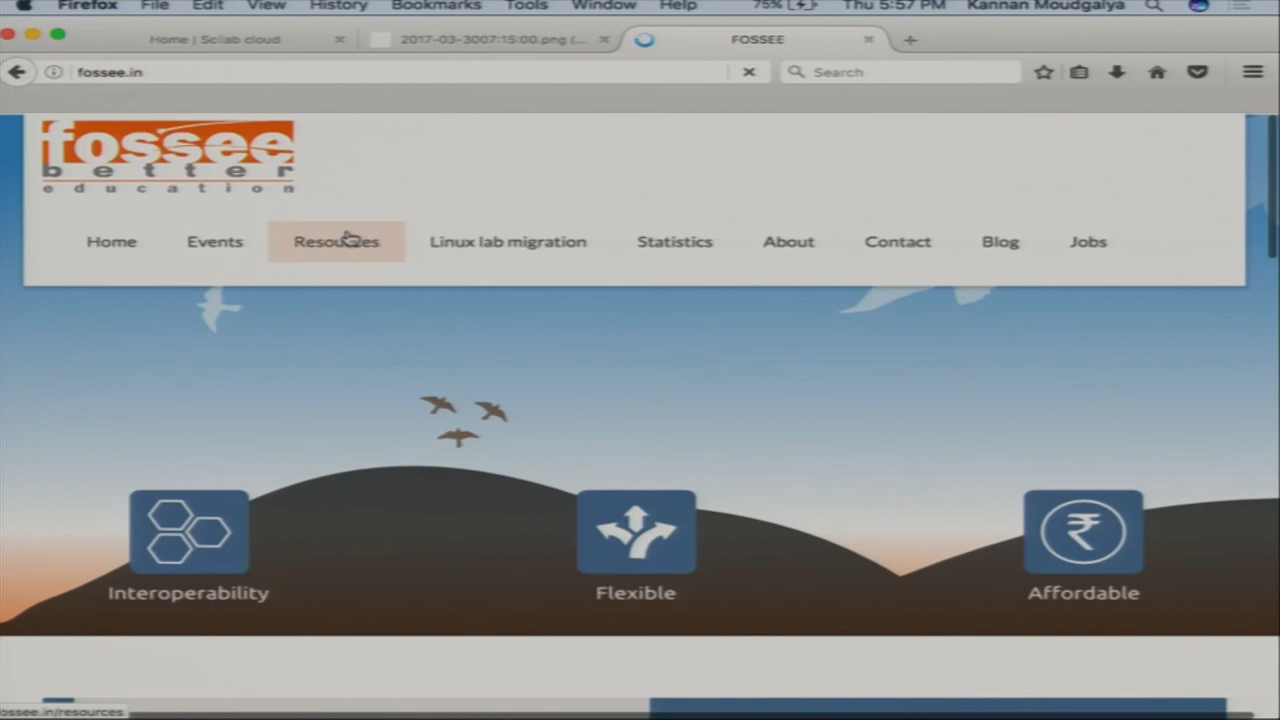 Firefox File Edit View History Bookmarks Tools Window Help 75% Thu 5:57 PM Kannan Moudgalya
Home | Scilab cloud 2017-03-3007:15:00.png (... FOSSEE
fossee.in Search
fossee
better
education
Home Events Resources Linux lab migration Statistics About Contact Blog Jobs
Interoperability Flexible Affordable
fossee.in/resources